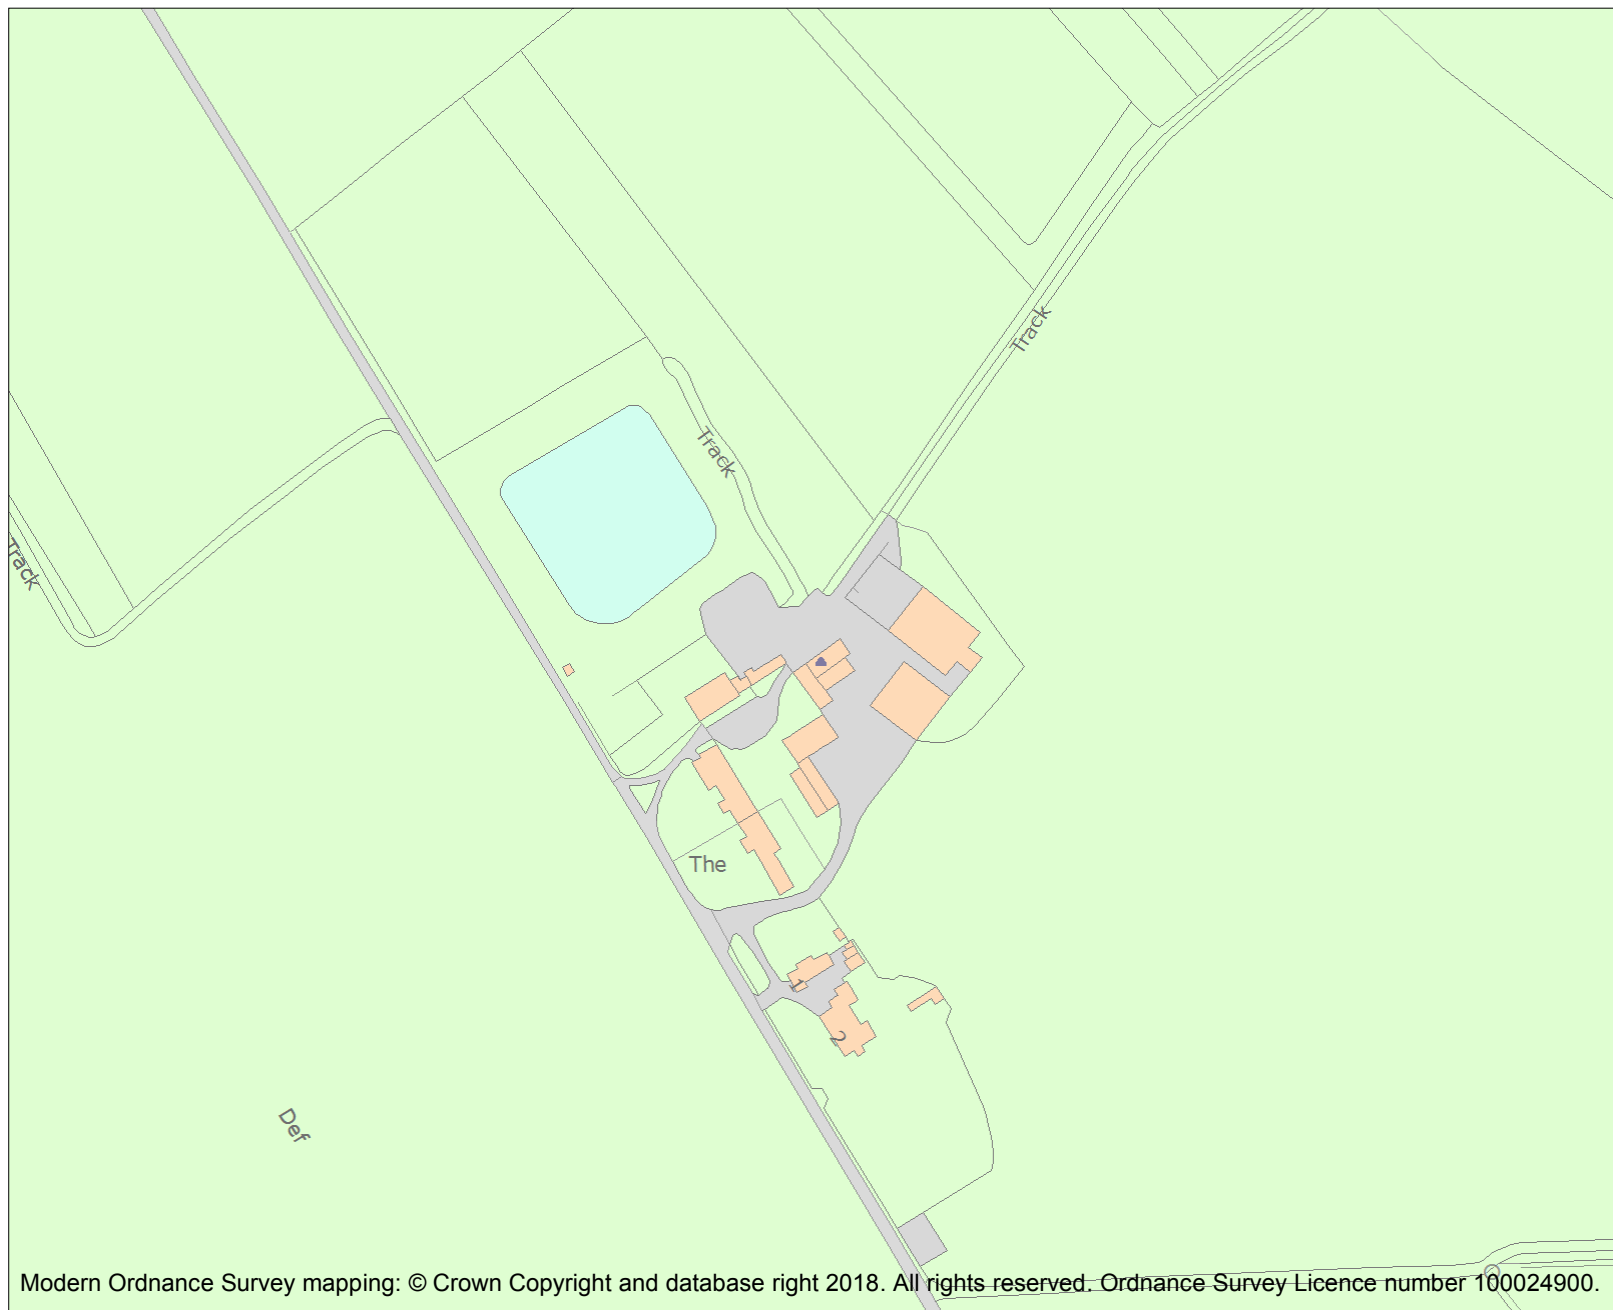 Track
Track
Track
The
1
2
Def
Modern Ordnance Survey mapping: © Crown Copyright and database right 2018. All rights reserved. Ordnance Survey Licence number 100024900.